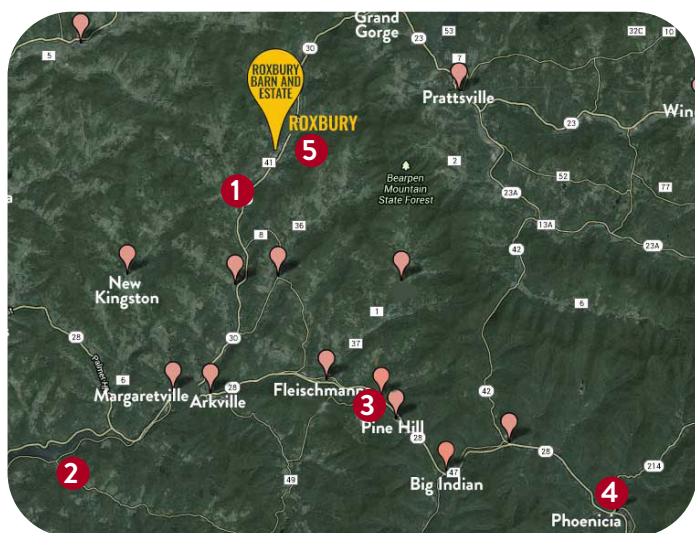 Grand
Gorge
23
53
32C
10
5
30
7
ROXBURY
BARN AND
ESTATE
Prattsville
Win
ROXBURY
5
23
41
2
1
Bearpen
Mountain
State Forest
52
77
23A
36
8
13A
42
23A
New
Kingston
6
1
28
30
37
6
Margaretville
Arkville
28
Fleischmann
42
3
Pine Hill
28
28
2
49
Big Indian
47
214
4
Phoenicia